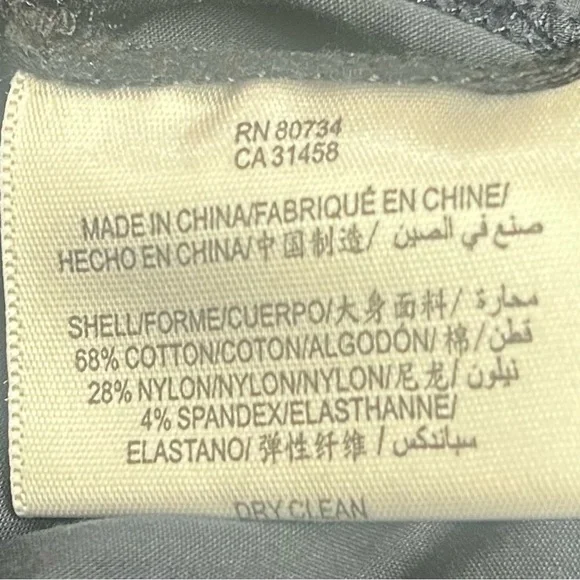 RN 80734
CA 31458
MADE IN CHINA/FABRIQUÉ EN CHINE/
HECHO EN CHINA/中国制造/ صنع في الصين
SHELL/FORME/CUERPO/大身面料/ محارة/
68% COTTON/COTON/ALGODÓN/ 棉/ قطن
28% NYLON/NYLON/NYLON/尼龙/ نيلون
4% SPANDEX/ELASTHANNE/
ELASTANO/ 弹性纤维 / سباندكس
DRY CLEAN